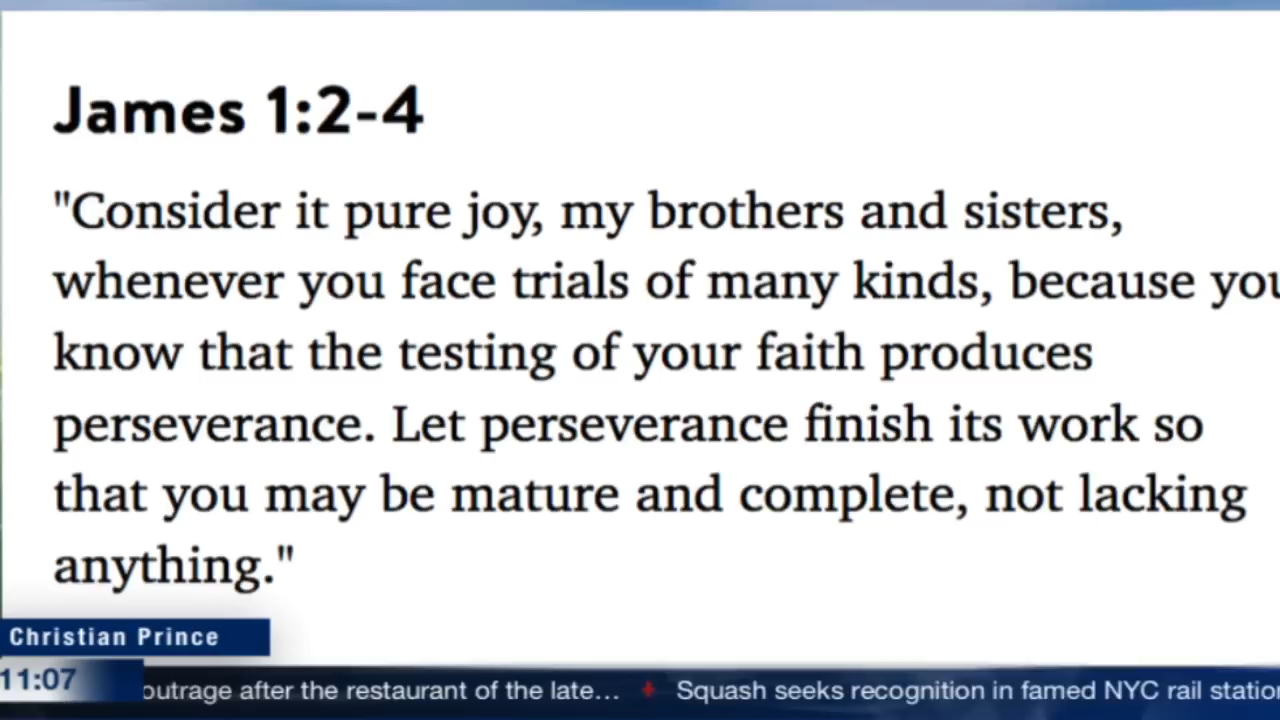 James 1:2-4
"Consider it pure joy, my brothers and sisters,
whenever you face trials of many kinds, because you
know that the testing of your faith produces
perseverance. Let perseverance finish its work so
that you may be mature and complete, not lacking
anything."
Christian Prince
11:07
outrage after the restaurant of the late... Squash seeks recognition in famed NYC rail station